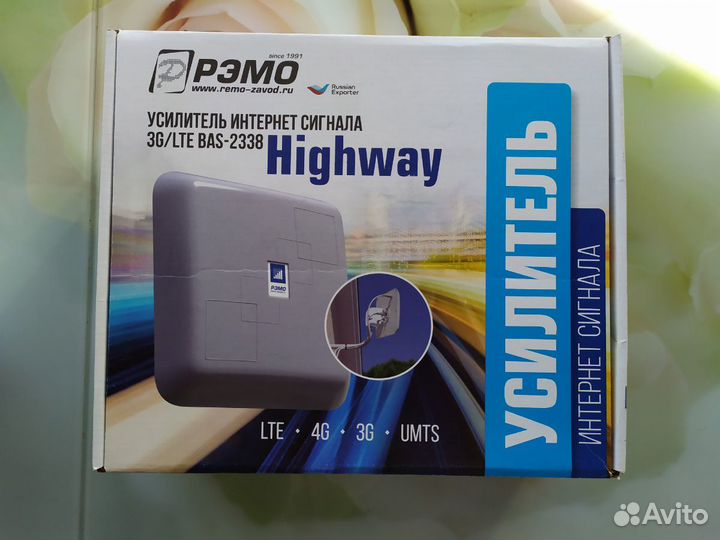 since 1991
РЭМО
www.remo-zavod.ru
Russian
Exporter
УСИЛИТЕЛЬ ИНТЕРНЕТ СИГНАЛА
3G/LTE BAS-2338
Highway
РЭМО
LTE • 4G • 3G • UMTS
УСИЛИТЕЛЬ
ИНТЕРНЕТ СИГНАЛА
Avito